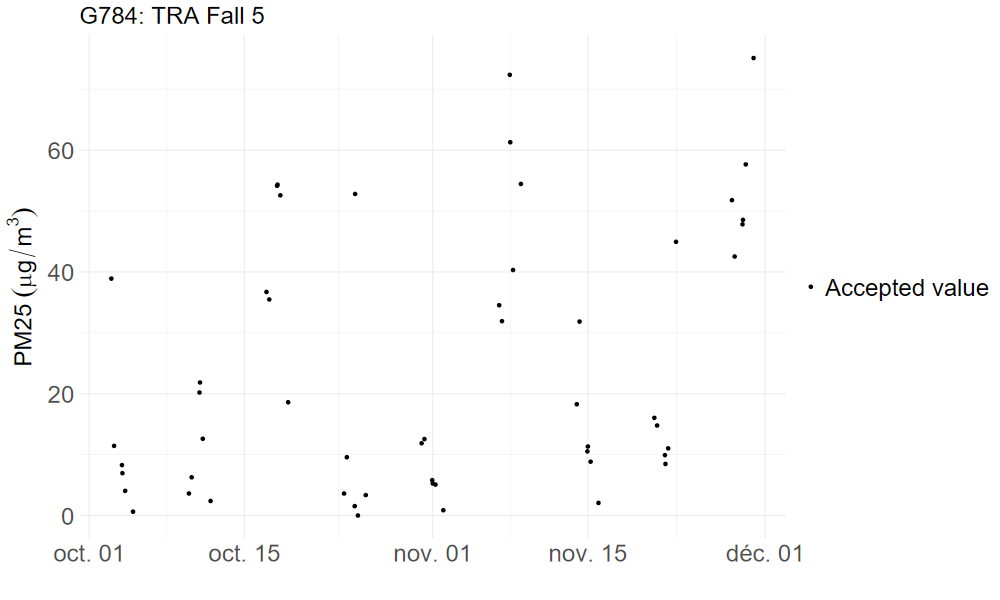 G784: TRA Fall 5
PM25 (μg/m³)
60
40
20
0
oct. 01 oct. 15 nov. 01 nov. 15 déc. 01
Accepted value